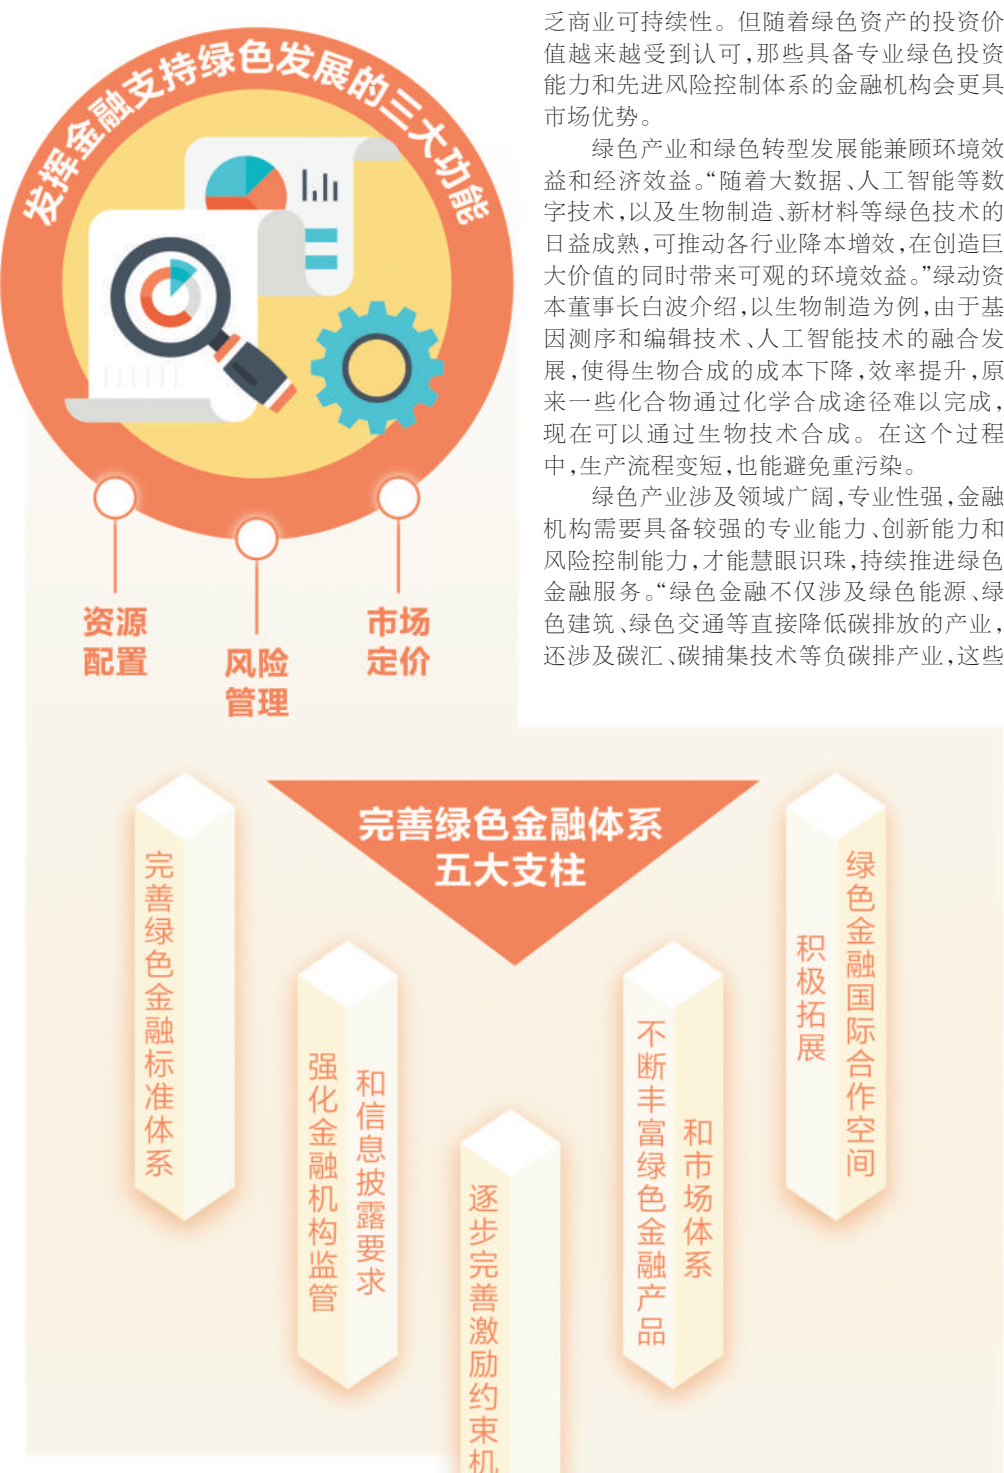 发挥金融支持绿色发展的三大功能
资源
配置
风险
管理
市场
定价
乏商业可持续性。但随着绿色资产的投资价
值越来越受到认可,那些具备专业绿色投资
能力和先进风险控制体系的金融机构会更具
市场优势。
绿色产业和绿色转型发展能兼顾环境效
益和经济效益。“随着大数据、人工智能等数
字技术,以及生物制造、新材料等绿色技术的
日益成熟,可推动各行业降本增效,在创造巨
大价值的同时带来可观的环境效益。”绿动资
本董事长白波介绍,以生物制造为例,由于基
因测序和编辑技术、人工智能技术的融合发
展,使得生物合成的成本下降,效率提升,原
来一些化合物通过化学合成途径难以完成,
现在可以通过生物技术合成。在这个过程
中,生产流程变短,也能避免重污染。
绿色产业涉及领域广阔,专业性强,金融
机构需要具备较强的专业能力、创新能力和
风险控制能力,才能慧眼识珠,持续推进绿色
金融服务。“绿色金融不仅涉及绿色能源、绿
色建筑、绿色交通等直接降低碳排放的产业,
还涉及碳汇、碳捕集技术等负碳排产业,这些
完善绿色金融体系
五大支柱
完善绿色金融标准体系
强化金融机构监管
和信息披露要求
逐步完善激励约束机
不断丰富绿色金融产品
和市场体系
积极拓展
绿色金融国际合作空间